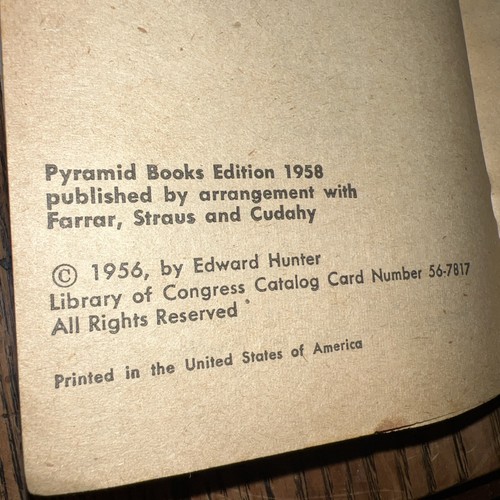 Pyramid Books Edition 1958
published by arrangement with
Farrar, Straus and Cudahy
© 1956, by Edward Hunter
Library of Congress Catalog Card Number 56-7817
All Rights Reserved
Printed in the United States of America